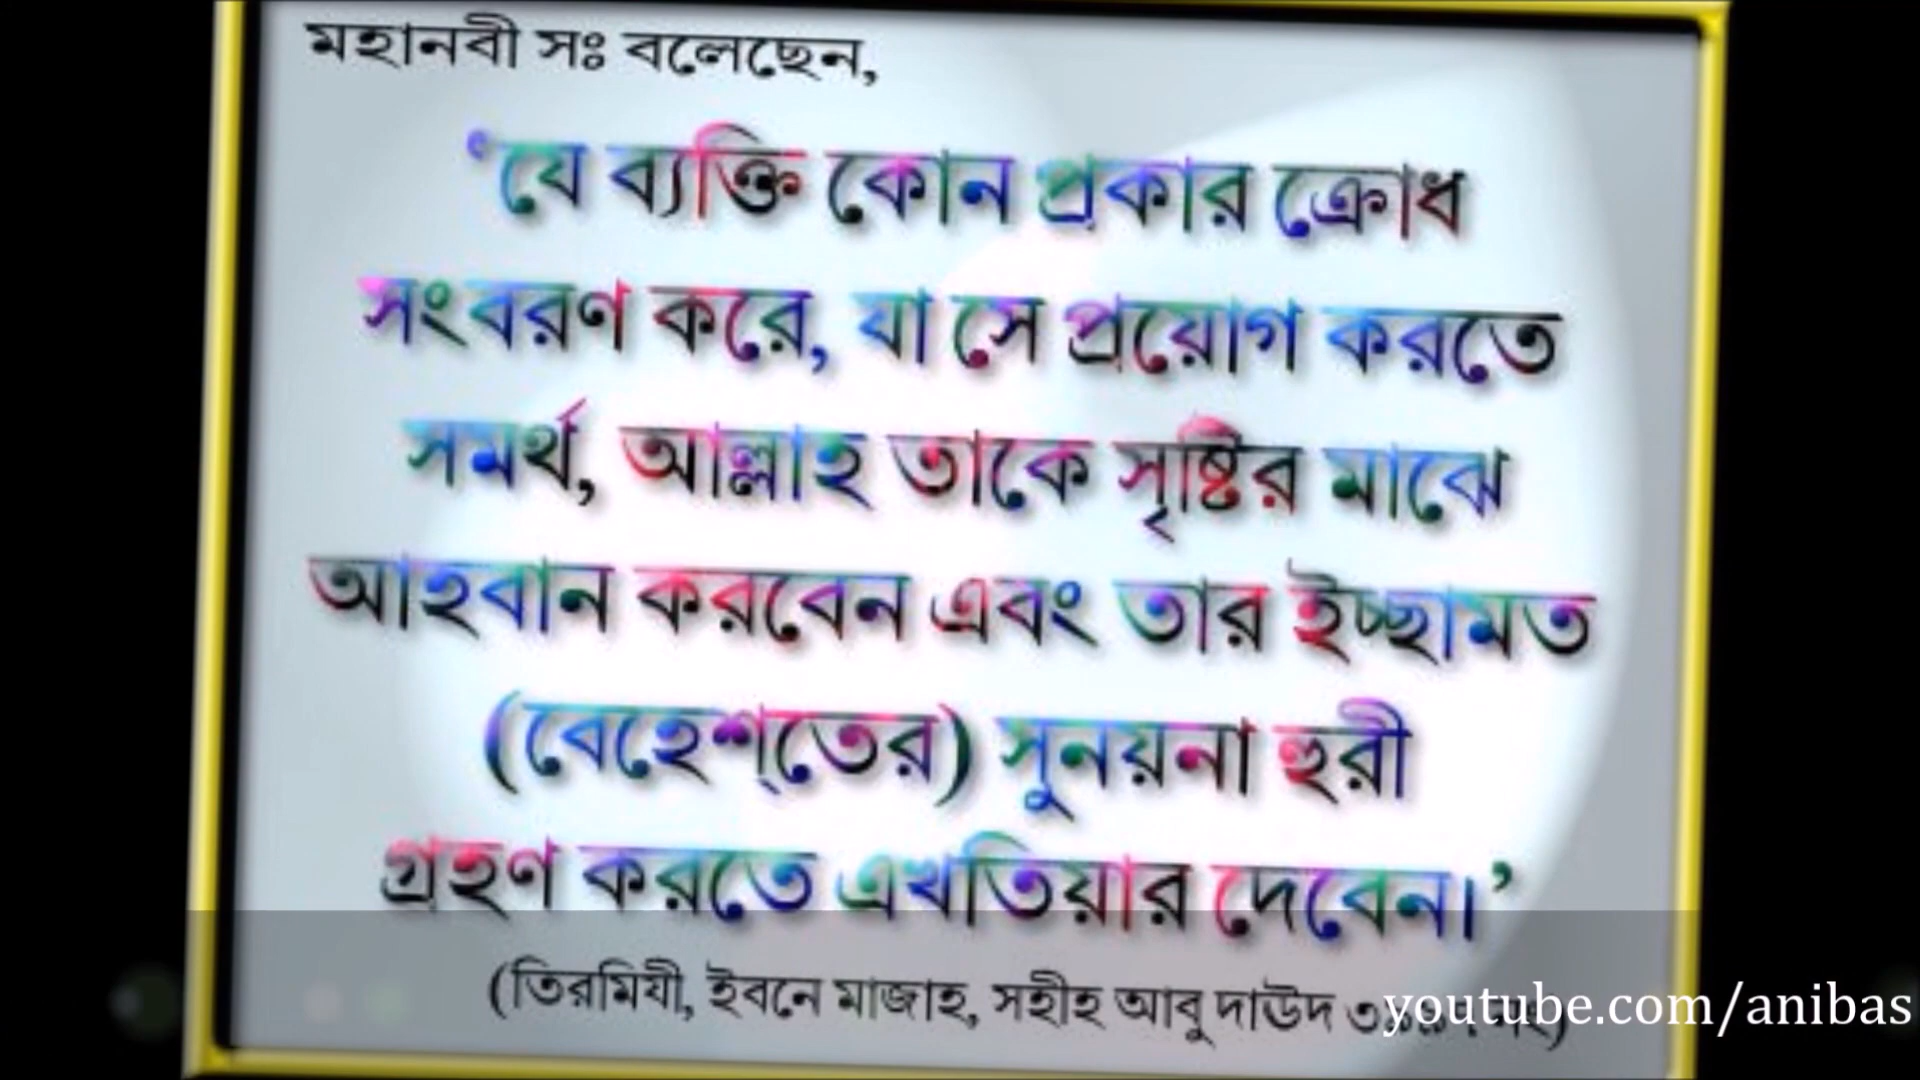 মহানবী সঃ বলেছেন,
‘যে ব্যক্তি কোন প্রকার ক্রোধ
সংবরণ করে, যা সে প্রয়োগ করতে
সমর্থ, আল্লাহ তাকে সৃষ্টির মাঝে
আহবান করবেন এবং তার ইচ্ছামত
(বেহেশ্তের) সুনয়না হুরী
গ্রহণ করতে এখতিয়ার দেবেন।’
(তিরমিযী, ইবনে মাজাহ, সহীহ আবু দাউদ
youtube.com/anibas